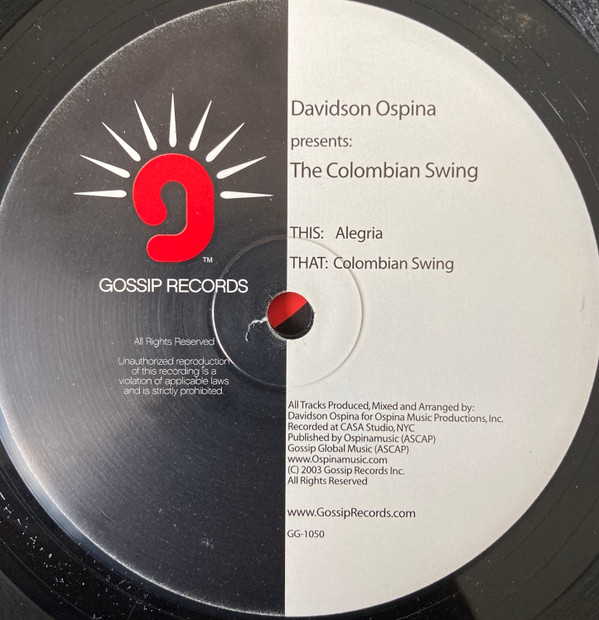 Davidson Ospina
presents:
The Colombian Swing
THIS: Alegria
THAT: Colombian Swing
TM
GOSSIP RECORDS
All Rights Reserved
Unauthorized reproduction
of this recording is a
violation of applicable laws
and is strictly prohibited.
All Tracks Produced, Mixed and Arranged by:
Davidson Ospina for Ospina Music Productions, Inc.
Recorded at CASA Studio, NYC
Published by Ospinamusic (ASCAP)
Gossip Global Music (ASCAP)
www.Ospinamusic.com
(C) 2003 Gossip Records Inc.
All Rights Reserved
www.GossipRecords.com
GG-1050